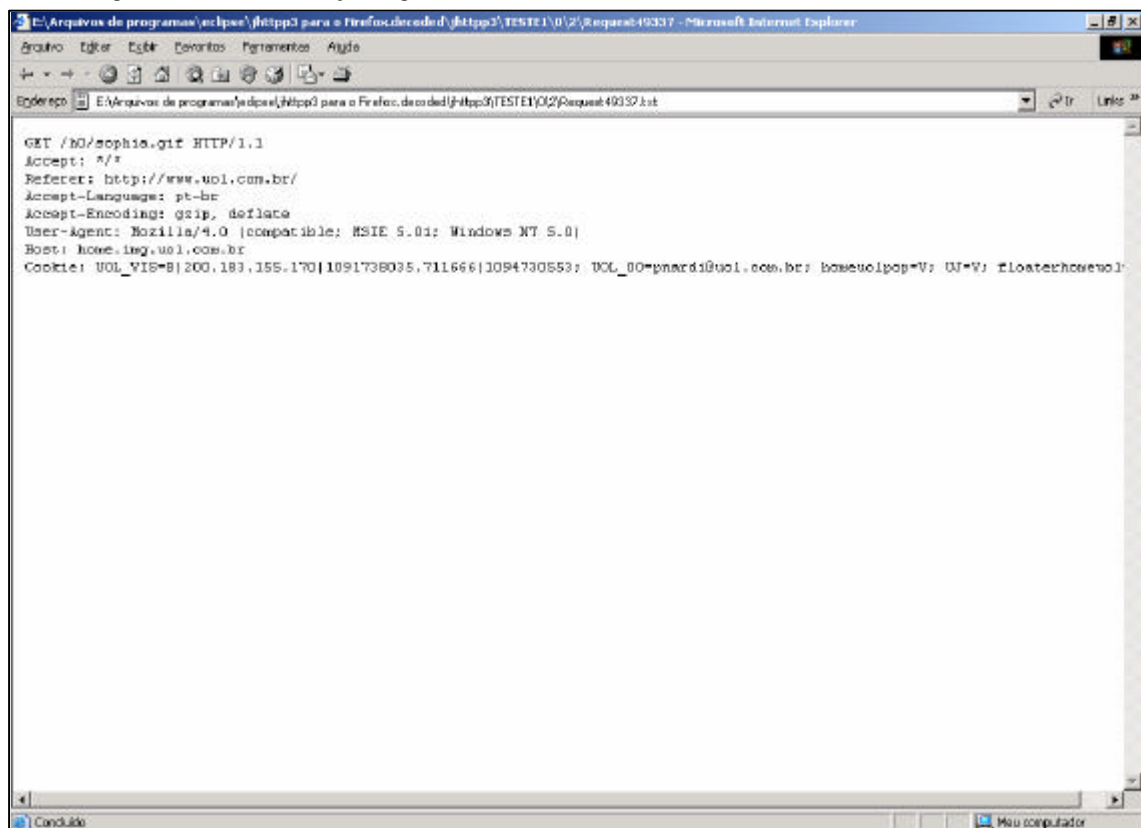 E:\Arquivos de programas\eclipse\jhttpp3 para o Firefox.decoded\jhttpp3\TESTE1\0\2\Request49337 - Microsoft Internet Explorer
Arquivo Editar Exibir Favoritos Ferramentas Ajuda
Endereço E:\Arquivos de programas\eclipse\jhttpp3 para o Firefox.decoded\jhttpp3\TESTE1\0\2\Request49337.txt Ir Links »
GET /h0/sophia.gif HTTP/1.1
Accept: */*
Referer: http://www.uol.com.br/
Accept-Language: pt-br
Accept-Encoding: gzip, deflate
User-Agent: Mozilla/4.0 (compatible; MSIE 5.01; Windows NT 5.0)
Host: home.img.uol.com.br
Cookie: UOL_VIS=B|200.183.155.170|1091738035.711666|1094730553; UOL_DO=pnardi@uol.com.br; homeuolpop=V; UJ=V; floaterhomeuol
Concluído Meu computador